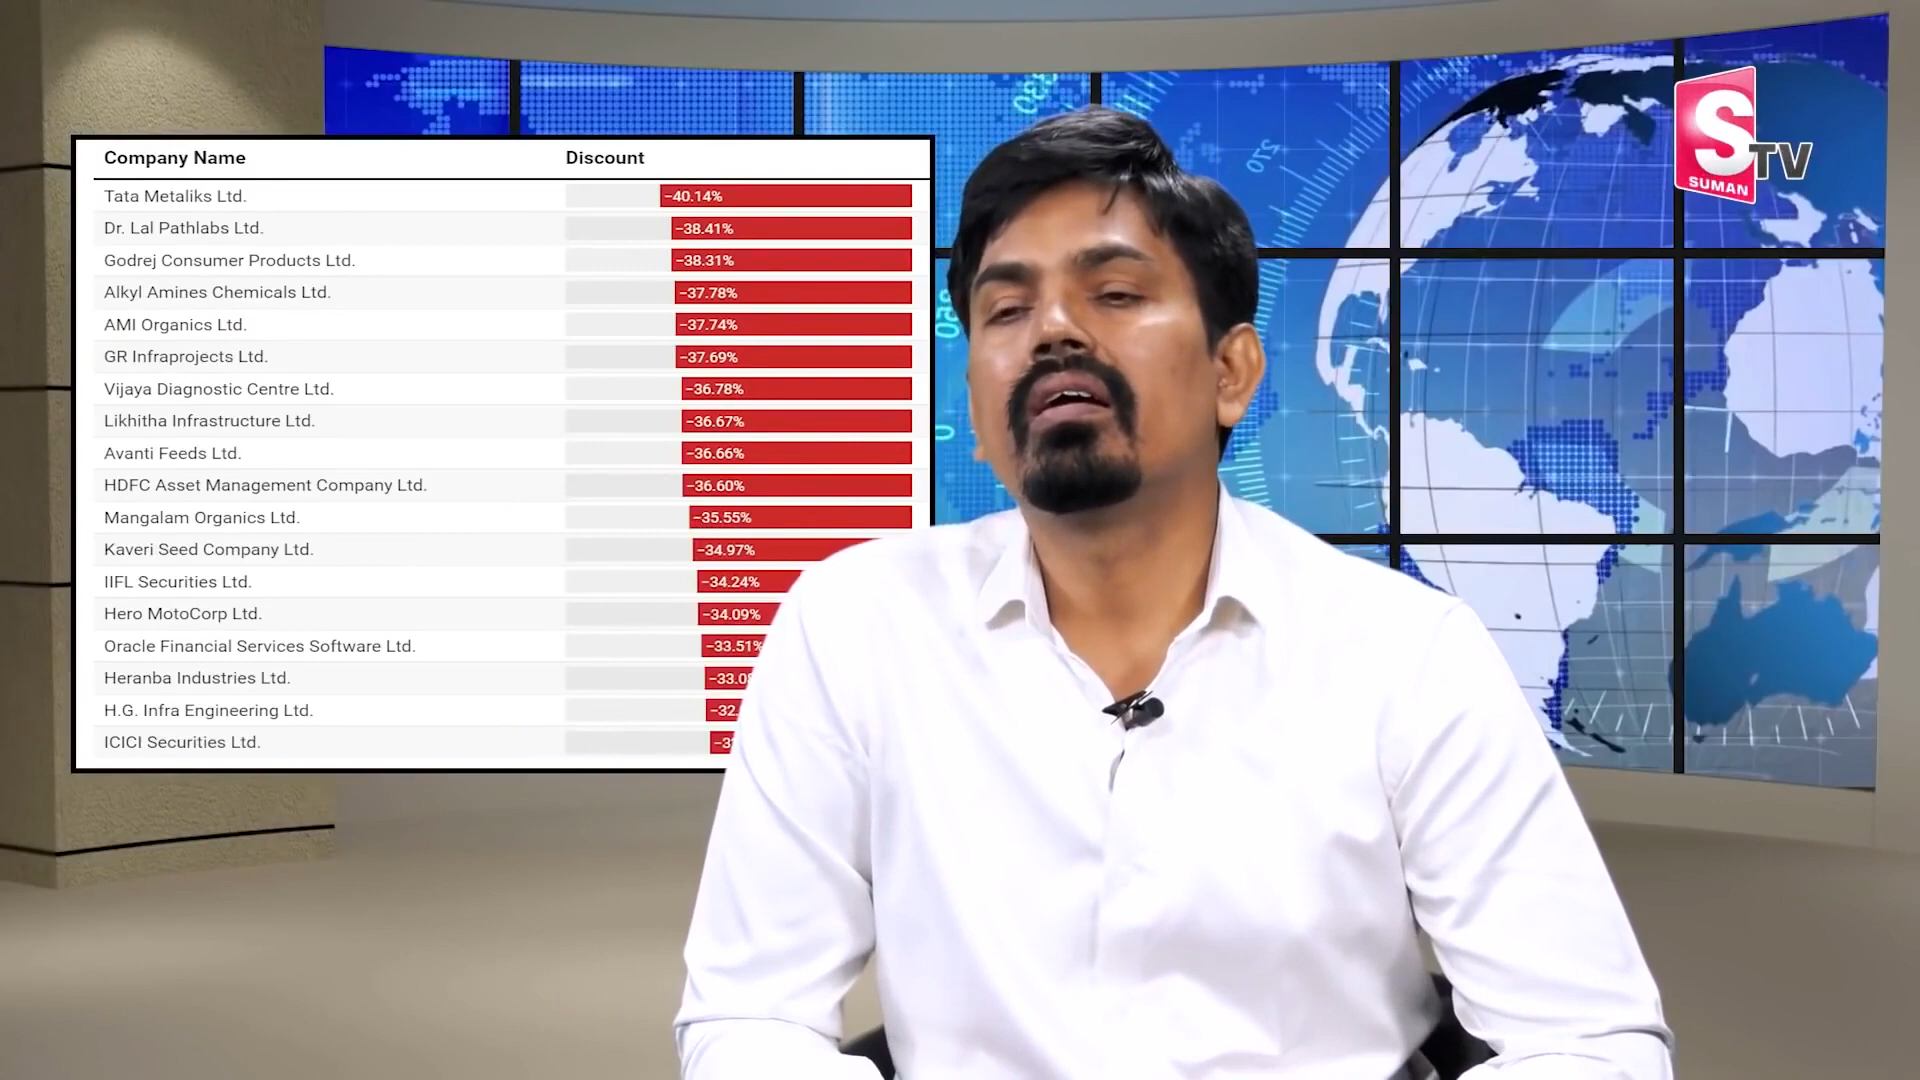 Company Name Discount
Tata Metaliks Ltd. −40.14%
Dr. Lal Pathlabs Ltd. −38.41%
Godrej Consumer Products Ltd. −38.31%
Alkyl Amines Chemicals Ltd. −37.78%
AMI Organics Ltd. −37.74%
GR Infraprojects Ltd. −37.69%
Vijaya Diagnostic Centre Ltd. −36.78%
Likhitha Infrastructure Ltd. −36.67%
Avanti Feeds Ltd. −36.66%
HDFC Asset Management Company Ltd. −36.60%
Mangalam Organics Ltd. −35.55%
Kaveri Seed Company Ltd. −34.97%
IIFL Securities Ltd. −34.24%
Hero MotoCorp Ltd. −34.09%
Oracle Financial Services Software Ltd. −33.51%
Heranba Industries Ltd.
H.G. Infra Engineering Ltd.
ICICI Securities Ltd.
S TV
SUMAN
270